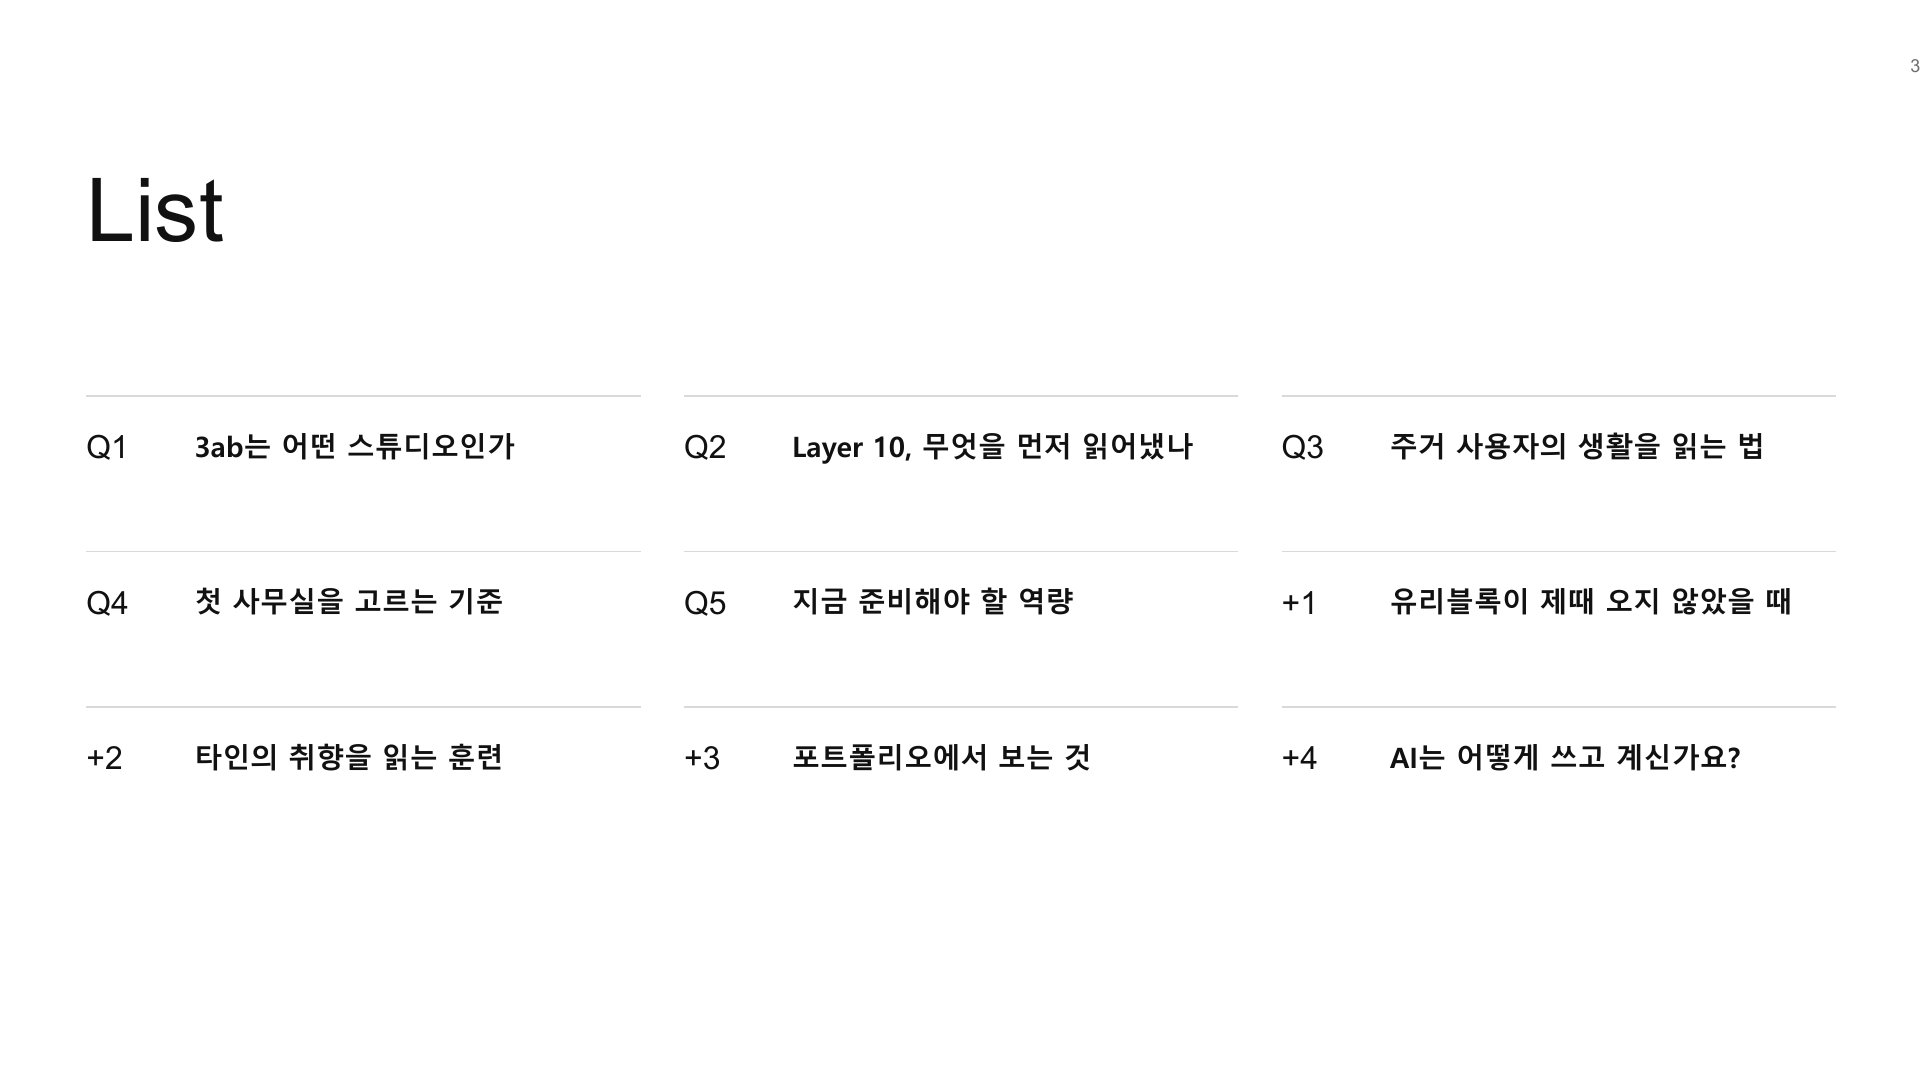 3
List
Q1 3ab는 어떤 스튜디오인가
Q2 Layer 10, 무엇을 먼저 읽어냈나
Q3 주거 사용자의 생활을 읽는 법
Q4 첫 사무실을 고르는 기준
Q5 지금 준비해야 할 역량
+1 유리블록이 제때 오지 않았을 때
+2 타인의 취향을 읽는 훈련
+3 포트폴리오에서 보는 것
+4 AI는 어떻게 쓰고 계신가요?